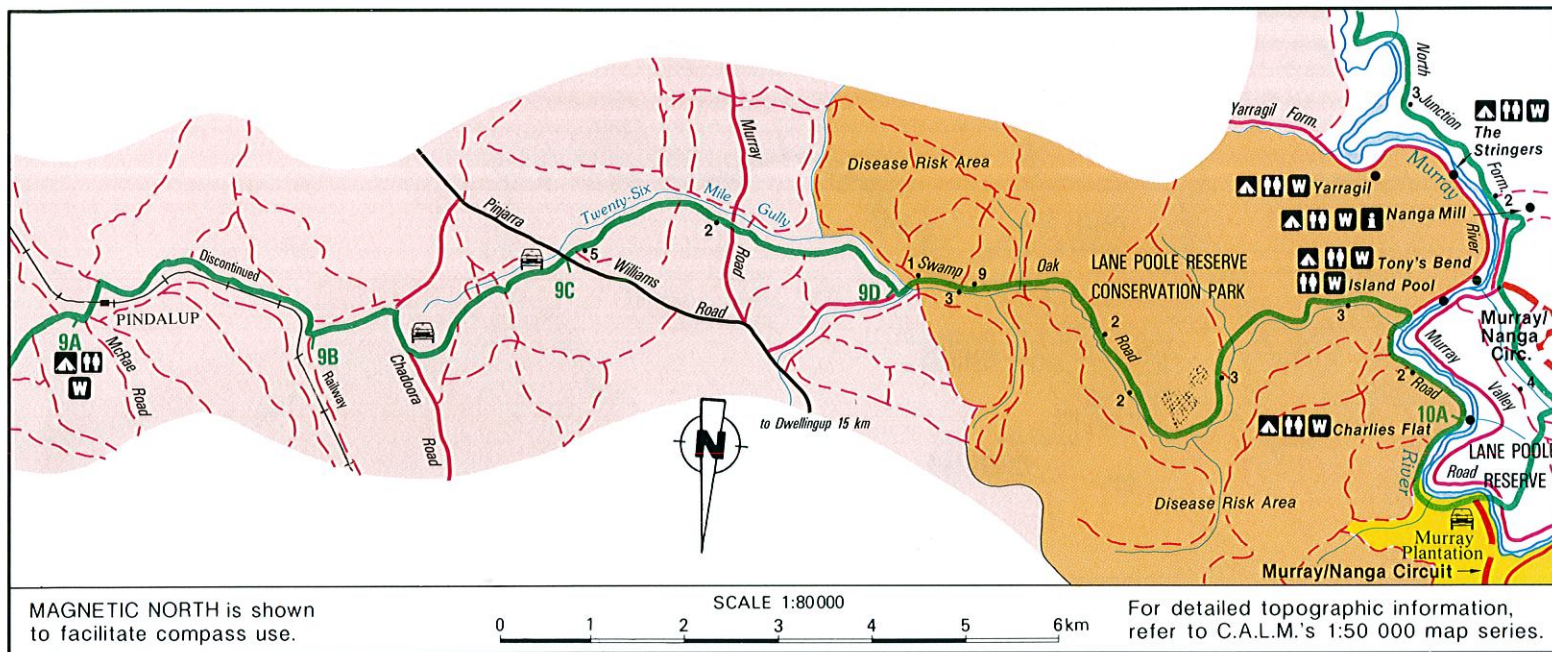 North
3
Junction
The
Stringers
Form.
2
Yarragil Form.
Murray
River
W
W Yarragil
W i Nanga Mill
W Tony's Bend
W Island Pool
Disease Risk Area
Murray
Road
Twenty-Six Mile Gully
Pinjarra
Williams
Road
5
2
9C
9D
1
Swamp
9
3
Oak
Road
2
2
3
3
LANE POOLE RESERVE
CONSERVATION PARK
Murray/
Nanga
Circ.
Discontinued
Railway
PINDALUP
9A
W
McRae
Road
9B
Chadoora
Road
to Dwellingup 15 km
N
Murray
Valley
Road
4
2
Road
10A
W Charlies Flat
River
LANE POOLE
RESERVE
Disease Risk Area
Murray
Plantation
Murray/Nanga Circuit
MAGNETIC NORTH is shown
to facilitate compass use.
SCALE 1:80000
0 1 2 3 4 5 6km
For detailed topographic information,
refer to C.A.L.M.'s 1:50 000 map series.